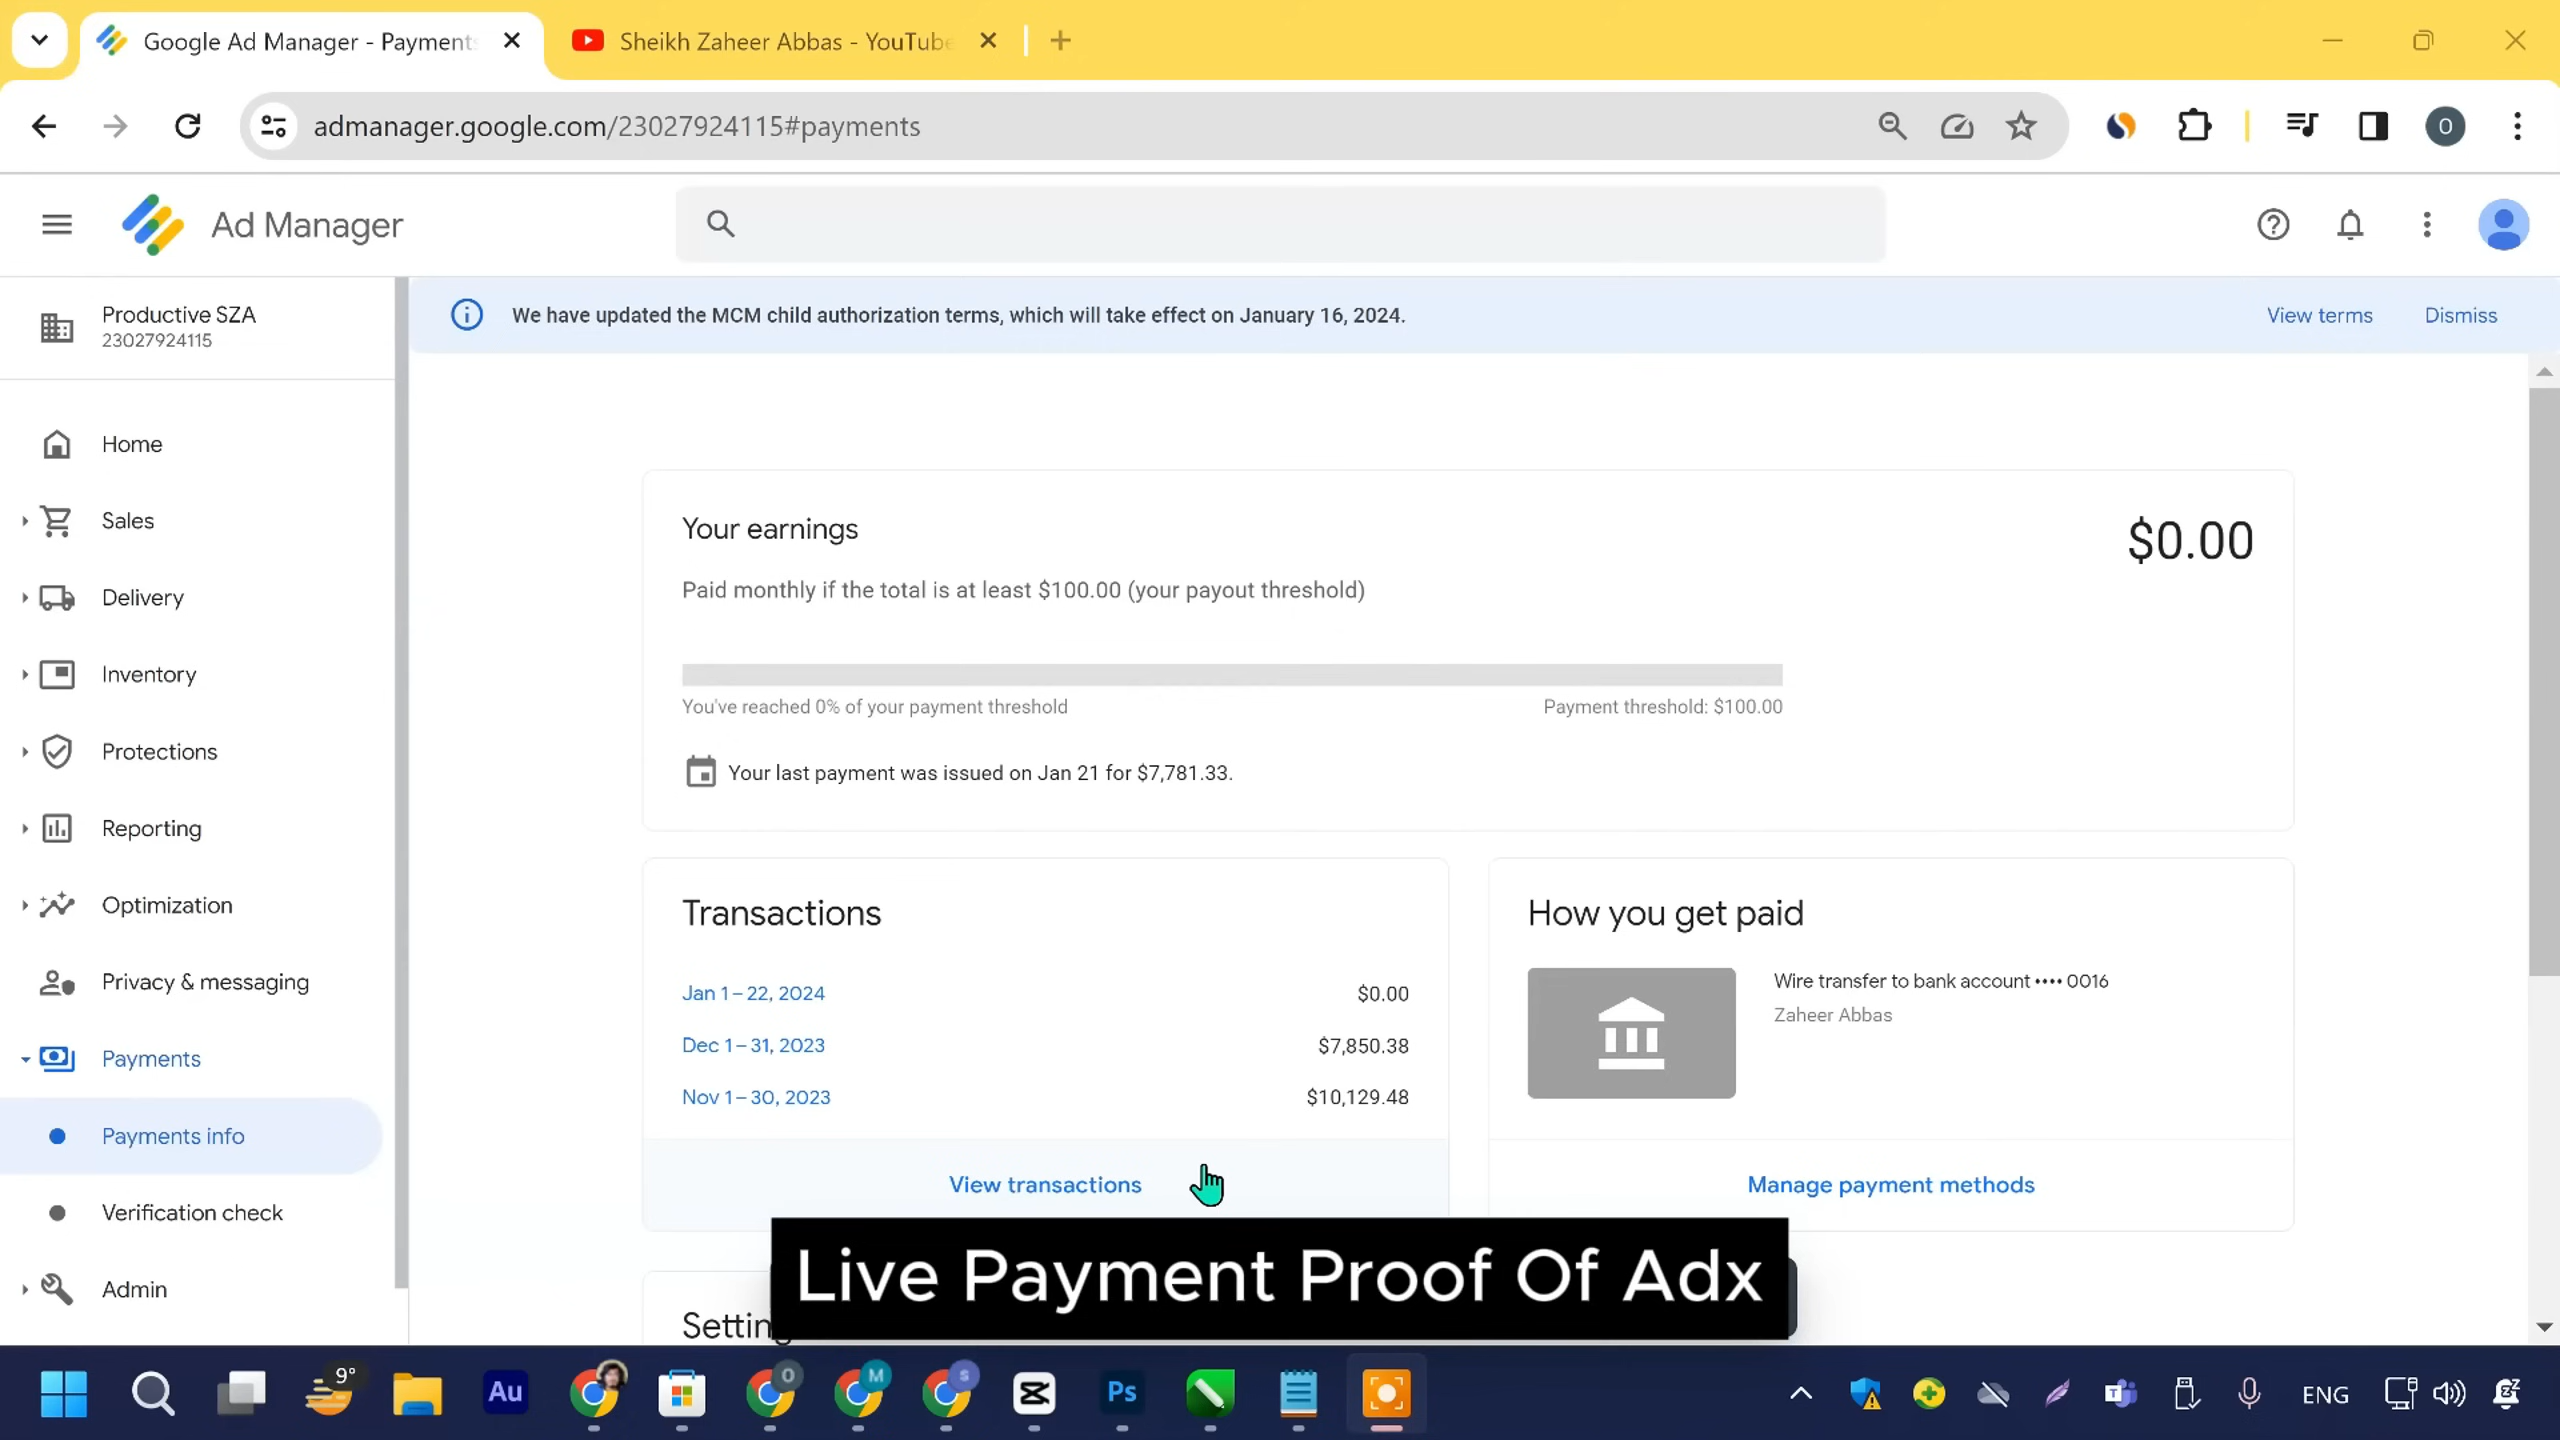 Google Ad Manager - Payments
Sheikh Zaheer Abbas - YouTube
admanager.google.com/23027924115#payments
O
Ad Manager
Productive SZA
23027924115
We have updated the MCM child authorization terms, which will take effect on January 16, 2024.
View terms
Dismiss
Home
Sales
Delivery
Inventory
Protections
Reporting
Optimization
Privacy & messaging
Payments
Payments info
Verification check
Admin
Your earnings
$0.00
Paid monthly if the total is at least $100.00 (your payout threshold)
You've reached 0% of your payment threshold
Payment threshold: $100.00
Your last payment was issued on Jan 21 for $7,781.33.
Transactions
Jan 1 – 22, 2024 $0.00
Dec 1 – 31, 2023 $7,850.38
Nov 1 – 30, 2023 $10,129.48
View transactions
How you get paid
Wire transfer to bank account •••• 0016
Zaheer Abbas
Manage payment methods
Live Payment Proof Of Adx
9°
Au
O
M
S
Ps
ENG